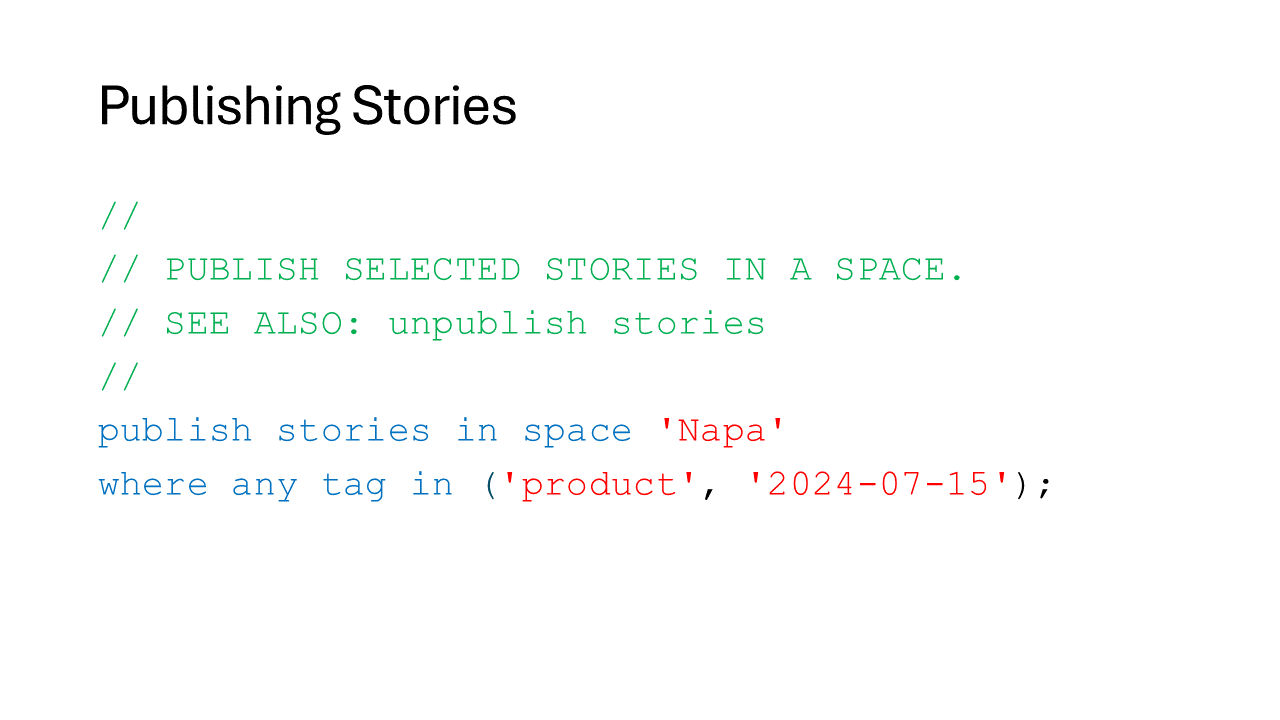 Publishing Stories
//
// PUBLISH SELECTED STORIES IN A SPACE.
// SEE ALSO: unpublish stories
//
publish stories in space 'Napa'
where any tag in ('product', '2024-07-15');